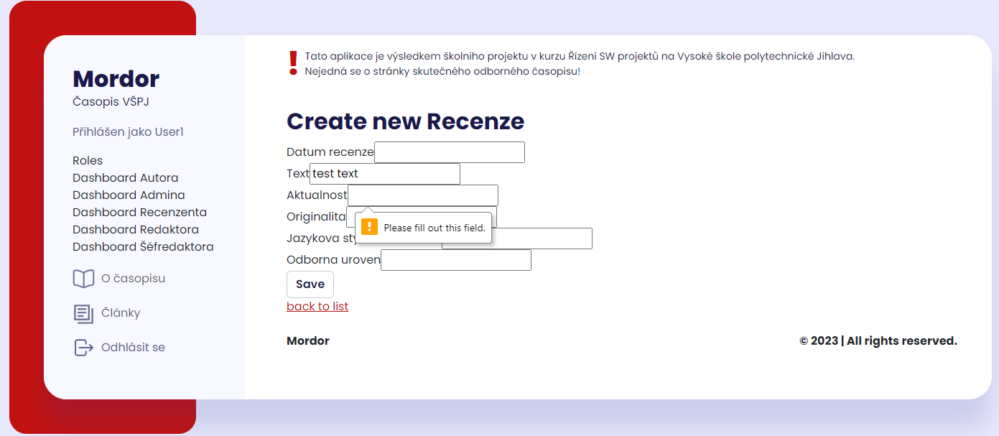 Mordor
Časopis VŠPJ
Přihlášen jako User1
Roles
Dashboard Autora
Dashboard Admina
Dashboard Recenzenta
Dashboard Redaktora
Dashboard Šéfredaktora
O časopisu
Články
Odhlásit se
Tato aplikace je výsledkem školního projektu v kurzu Řízení SW projektů na Vysoké škole polytechnické Jihlava.
Nejedná se o stránky skutečného odborného časopisu!
Create new Recenze
Datum recenze
Text test text
Aktualnost
Originalita
Please fill out this field.
Jazykova
Odborna uroven
Save
back to list
Mordor
© 2023 | All rights reserved.